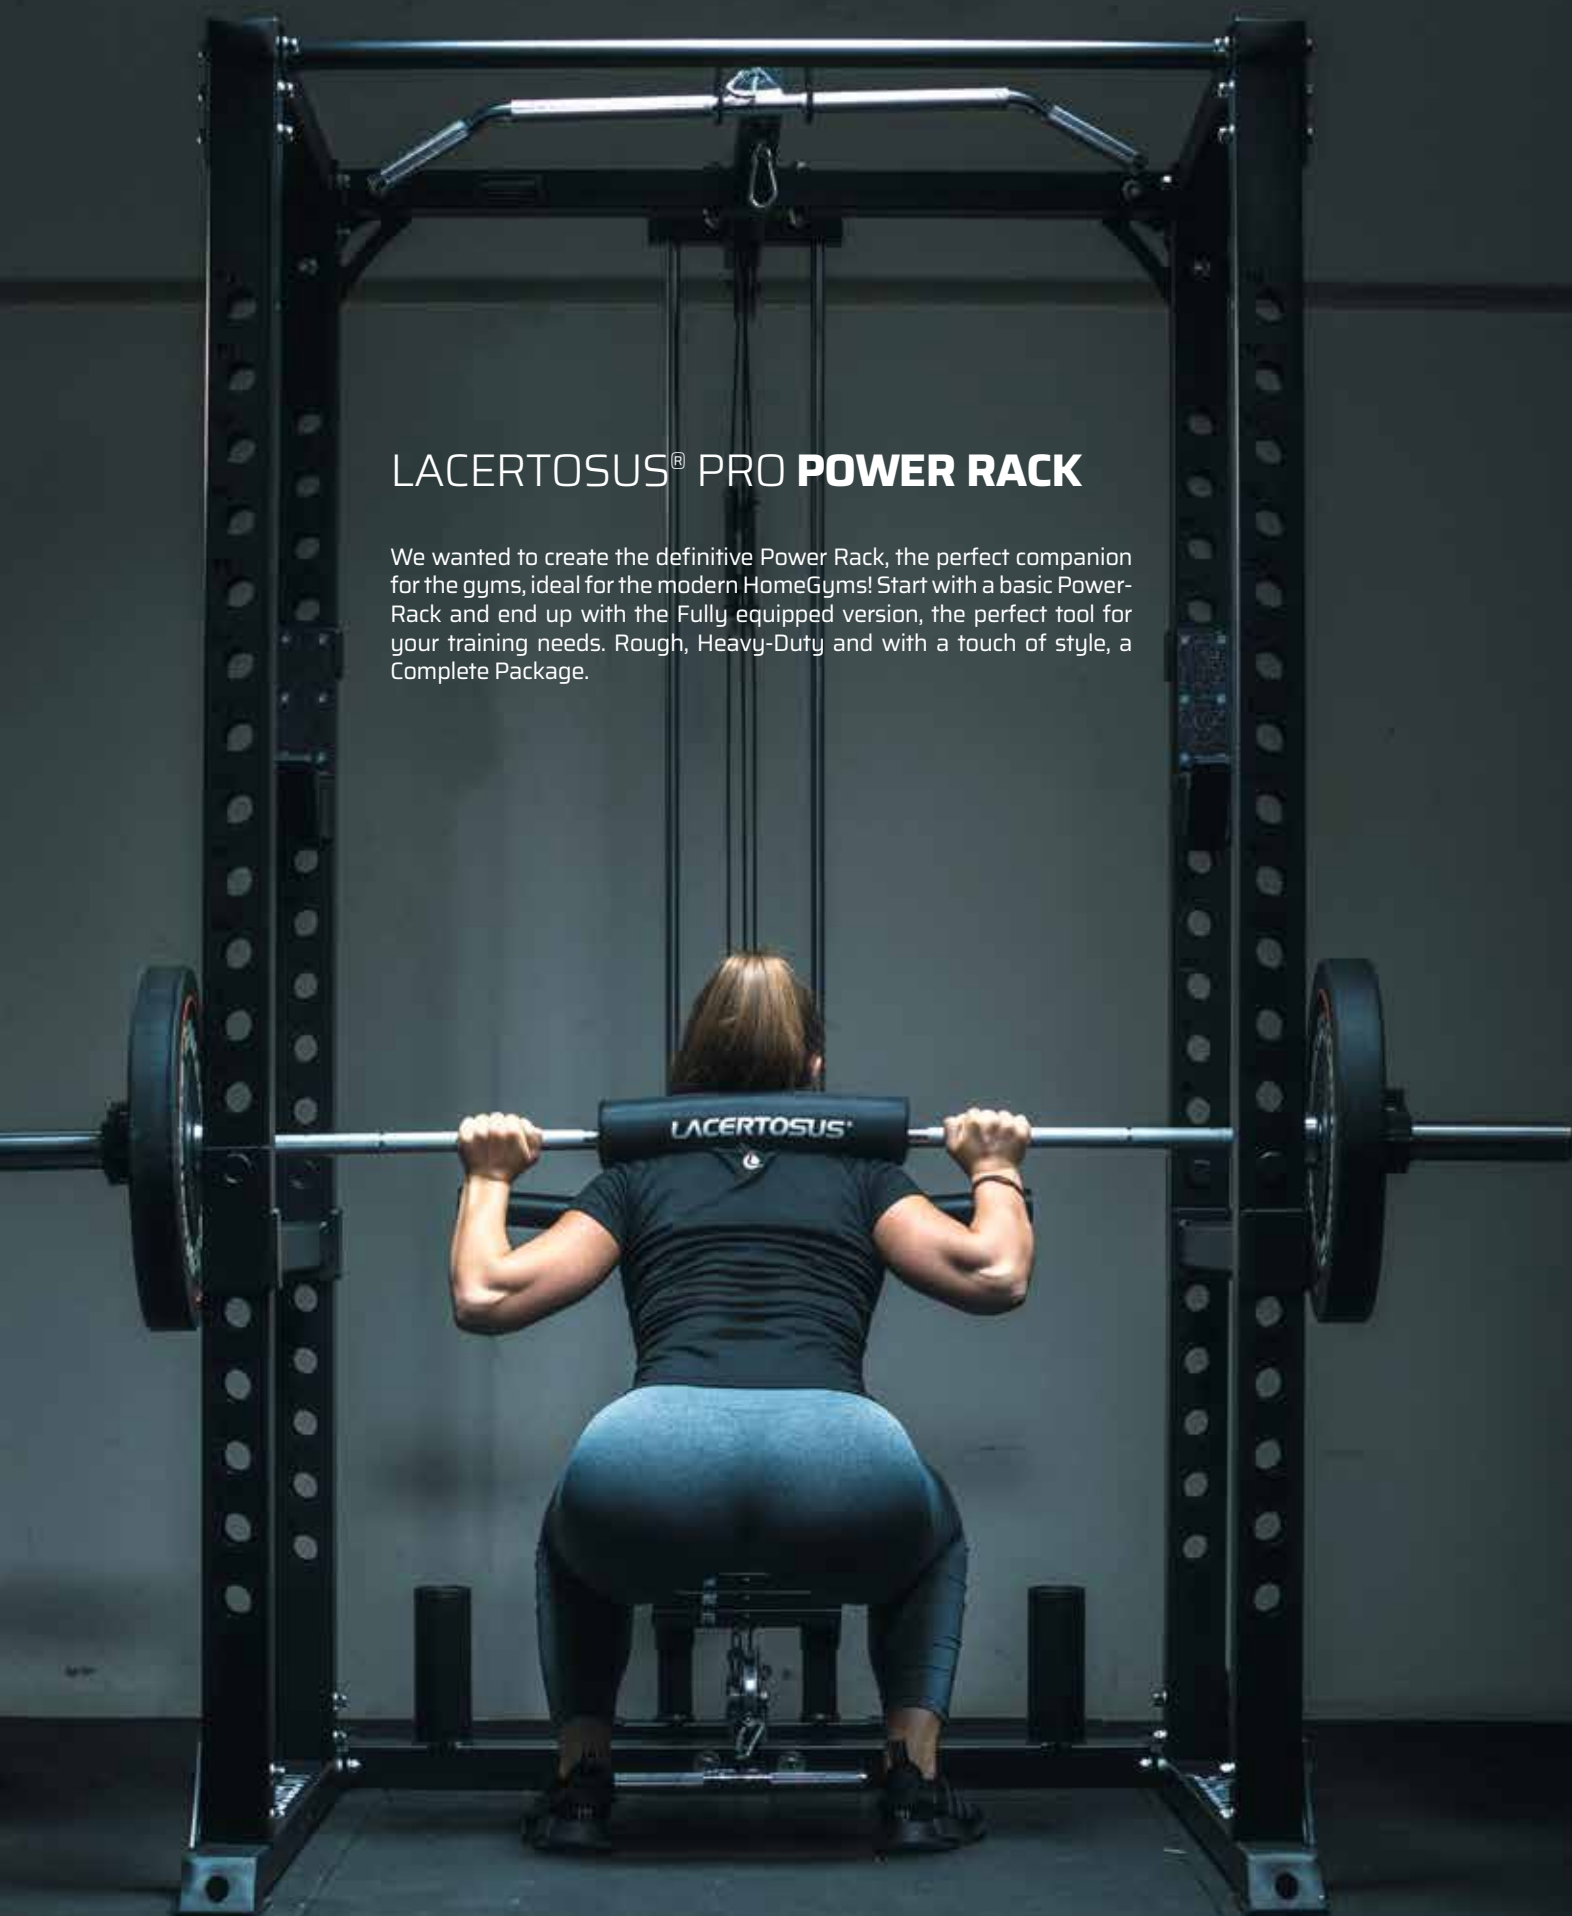 LACERTOSUS® PRO POWER RACK
We wanted to create the definitive Power Rack, the perfect companion
for the gyms, ideal for the modern HomeGyms! Start with a basic Power-
Rack and end up with the Fully equipped version, the perfect tool for
your training needs. Rough, Heavy-Duty and with a touch of style, a
Complete Package.
LACERTOSUS®